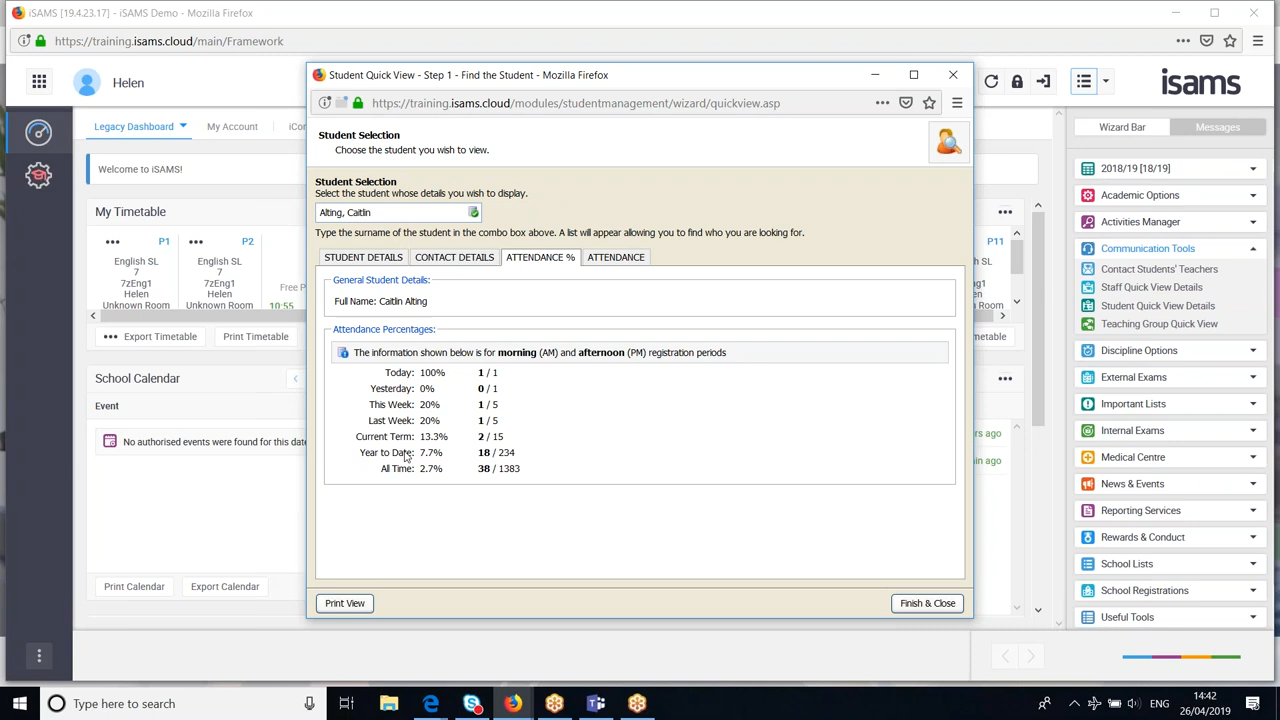 iSAMS [19.4.23.17] - iSAMS Demo - Mozilla Firefox
https://training.isams.cloud/main/Framework
Helen
isams
Legacy Dashboard
My Account
Welcome to iSAMS!
My Timetable
P1
P2
P11
English SL
7
7zEng1
Helen
Unknown Room
English SL
7
7zEng1
Helen
Unknown Room
Free P
10:55
Export Timetable
Print Timetable
School Calendar
Event
No authorised events were found for this date
Print Calendar
Export Calendar
Student Quick View - Step 1 - Find the Student - Mozilla Firefox
https://training.isams.cloud/modules/studentmanagement/wizard/quickview.asp
Student Selection
Choose the student you wish to view.
Student Selection
Select the student whose details you wish to display.
Alting, Caitlin
Type the surname of the student in the combo box above. A list will appear allowing you to find who you are looking for.
STUDENT DETAILS
CONTACT DETAILS
ATTENDANCE %
ATTENDANCE
General Student Details:
Full Name: Caitlin Alting
Attendance Percentages:
The information shown below is for morning (AM) and afternoon (PM) registration periods
Today: 100% 1 / 1
Yesterday: 0% 0 / 1
This Week: 20% 1 / 5
Last Week: 20% 1 / 5
Current Term: 13.3% 2 / 15
Year to Date: 7.7% 18 / 234
All Time: 2.7% 38 / 1383
Print View
Finish & Close
metable
rs ago
in ago
Wizard Bar
Messages
2018/19 [18/19]
Academic Options
Activities Manager
Communication Tools
Contact Students' Teachers
Staff Quick View Details
Student Quick View Details
Teaching Group Quick View
Discipline Options
External Exams
Important Lists
Internal Exams
Medical Centre
News & Events
Reporting Services
Rewards & Conduct
School Lists
School Registrations
Useful Tools
Type here to search
ENG
14:42
26/04/2019